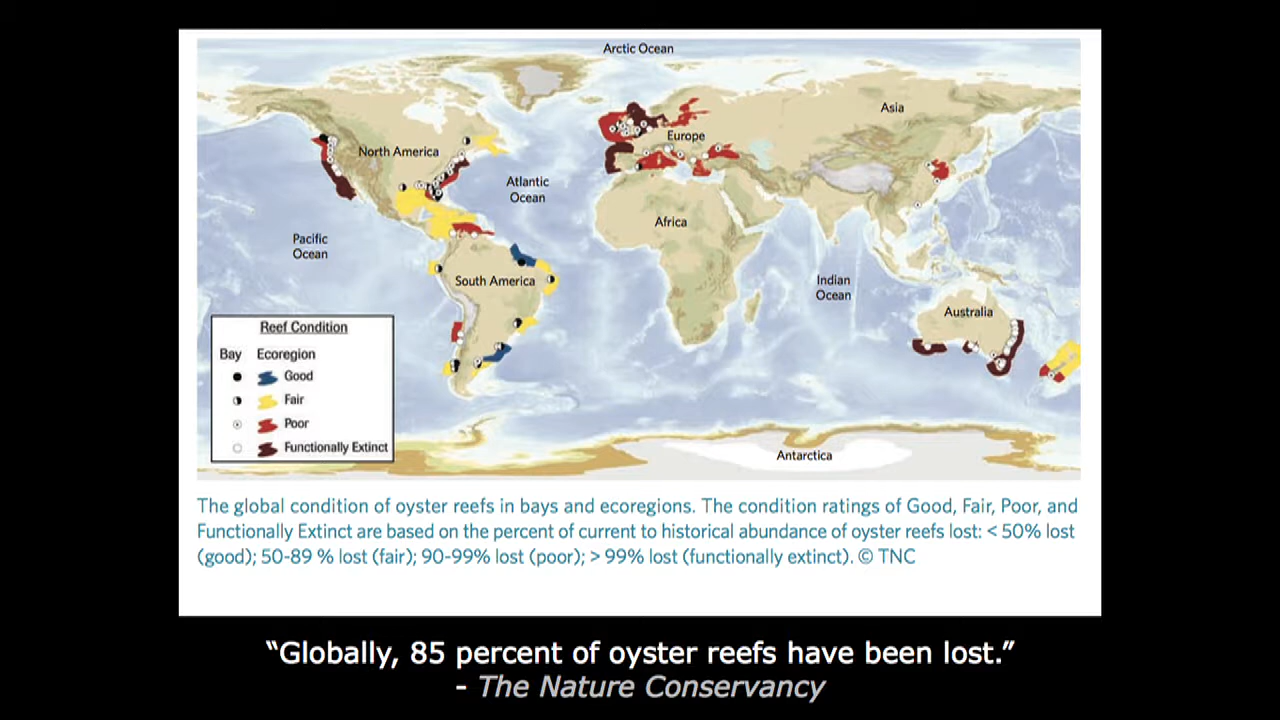 Arctic Ocean
Asia
Europe
North America
Atlantic
Ocean
Africa
Pacific
Ocean
South America
Indian
Ocean
Australia
Reef Condition
Bay Ecoregion
Good
Fair
Poor
Functionally Extinct
Antarctica
The global condition of oyster reefs in bays and ecoregions. The condition ratings of Good, Fair, Poor, and
Functionally Extinct are based on the percent of current to historical abundance of oyster reefs lost: < 50% lost
(good); 50-89 % lost (fair); 90-99% lost (poor); > 99% lost (functionally extinct). © TNC
“Globally, 85 percent of oyster reefs have been lost.”
- The Nature Conservancy